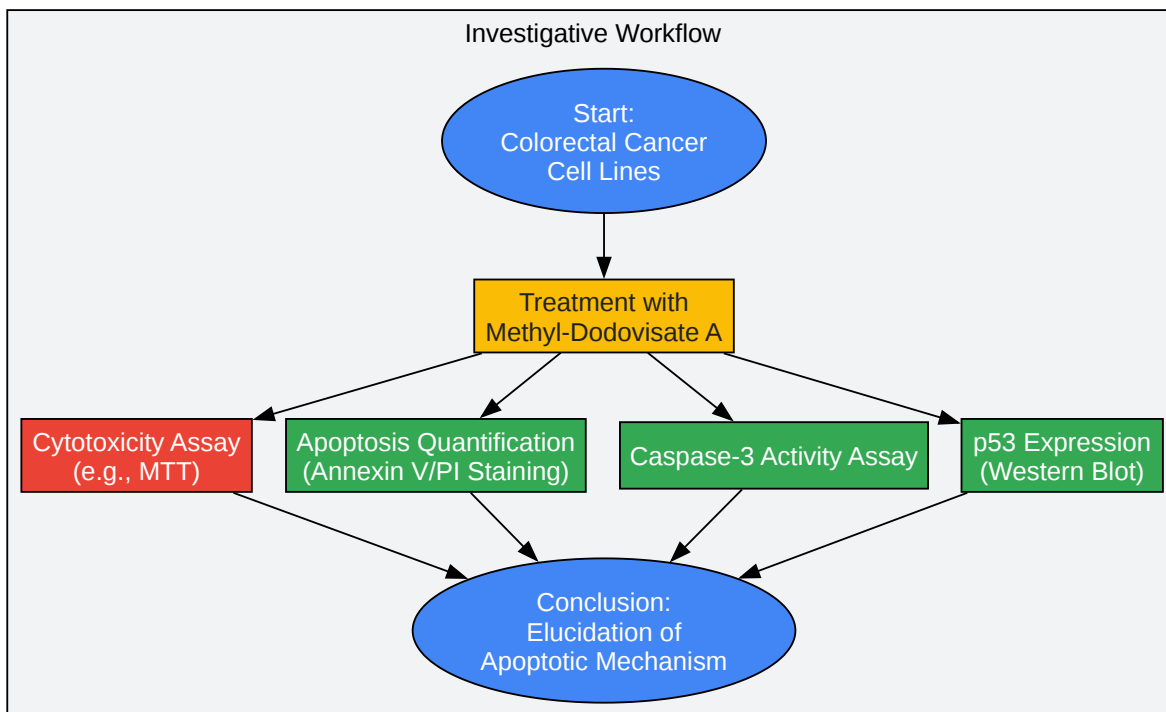 Investigative Workflow
Start:
Colorectal Cancer
Cell Lines
Treatment with
Methyl-Dodovisate A
Cytotoxicity Assay
(e.g., MTT)
Apoptosis Quantification
(Annexin V/PI Staining)
Caspase-3 Activity Assay
p53 Expression
(Western Blot)
Conclusion:
Elucidation of
Apoptotic Mechanism